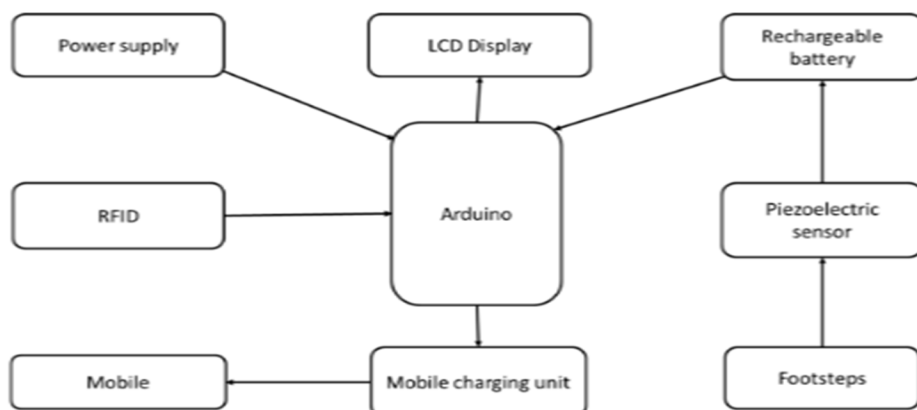 Power supply
LCD Display
Rechargeable
battery
RFID
Arduino
Piezoelectric
sensor
Mobile
Mobile charging unit
Footsteps